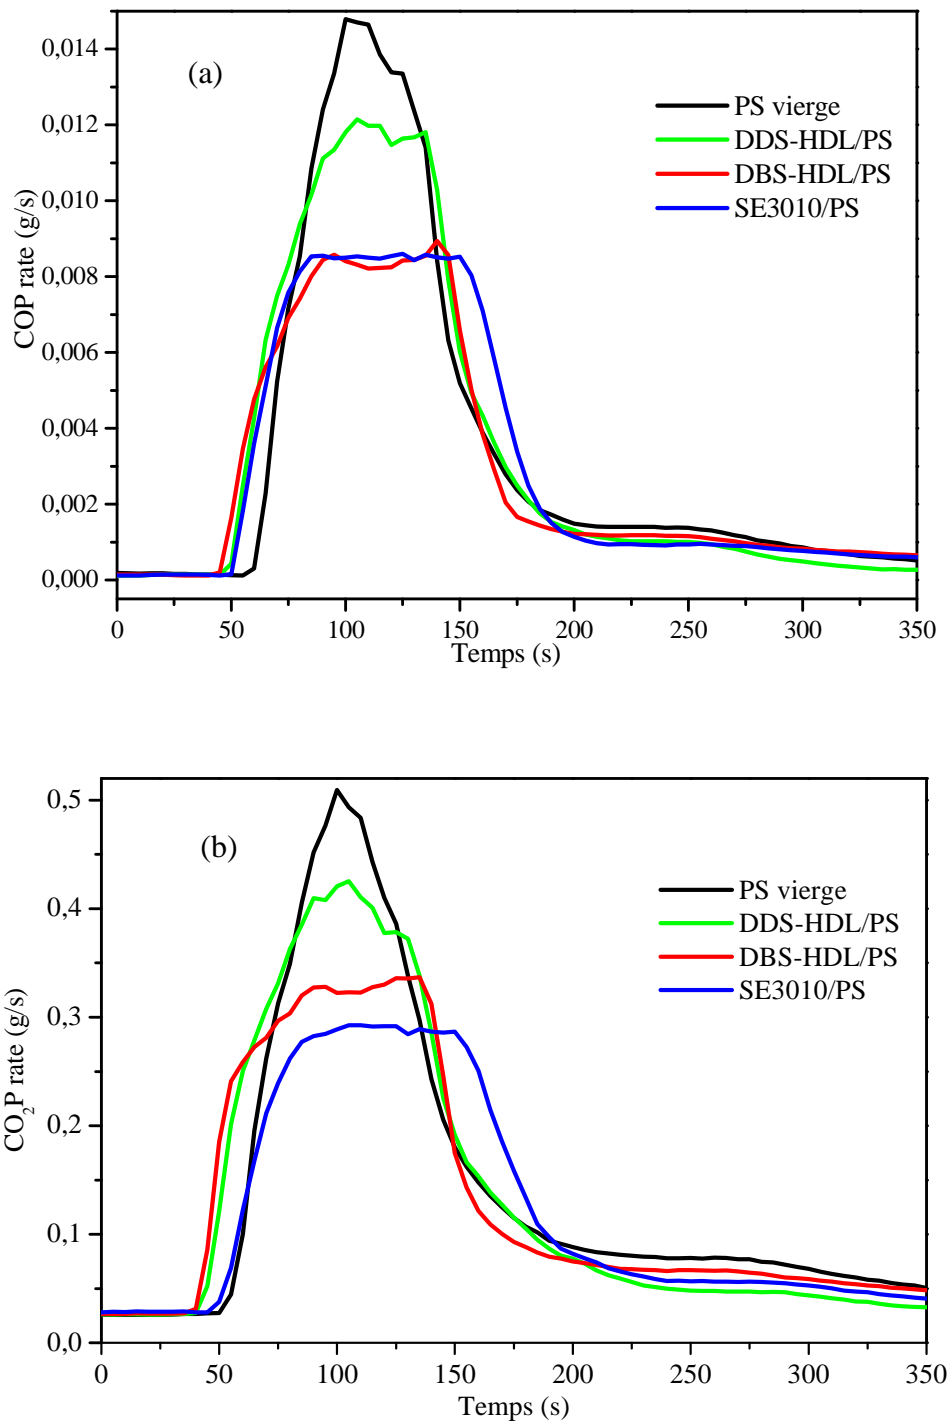 0,014
(a)
PS vierge
0,012
DDS-HDL/PS
DBS-HDL/PS
0,010
SE3010/PS
COP rate (g/s)
0,008
0,006
0,004
0,002
0,000
0 50 100 150 200 250 300 350
Temps (s)
0,5
(b)
PS vierge
0,4
DDS-HDL/PS
DBS-HDL/PS
SE3010/PS
0,3
CO₂P rate (g/s)
0,2
0,1
0,0
0 50 100 150 200 250 300 350
Temps (s)